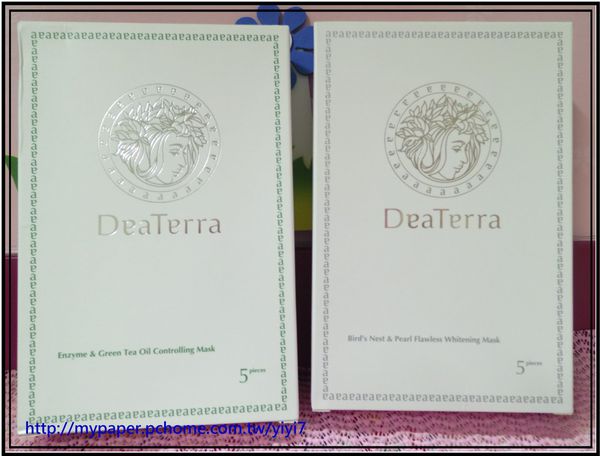 DeaTerra
Enzyme & Green Tea Oil Controlling Mask
5 pieces
DeaTerra
Bird's Nest & Pearl Flawless Whitening Mask
5 pieces
http://mypaper.pchome.com.tw/yiyi7